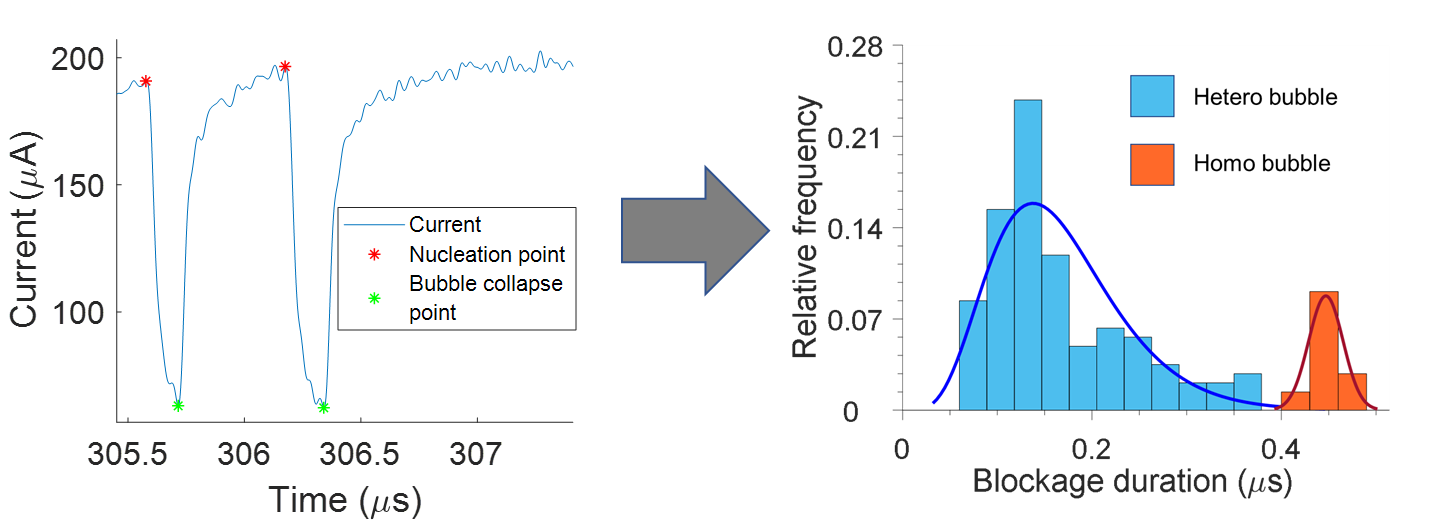 200
150
100
Current (μA)
305.5 306 306.5 307
Time (μs)
Current
Nucleation point
Bubble collapse
point
0.28
0.21
0.14
0.07
0
Relative frequency
Hetero bubble
Homo bubble
0 0.2 0.4
Blockage duration (μs)